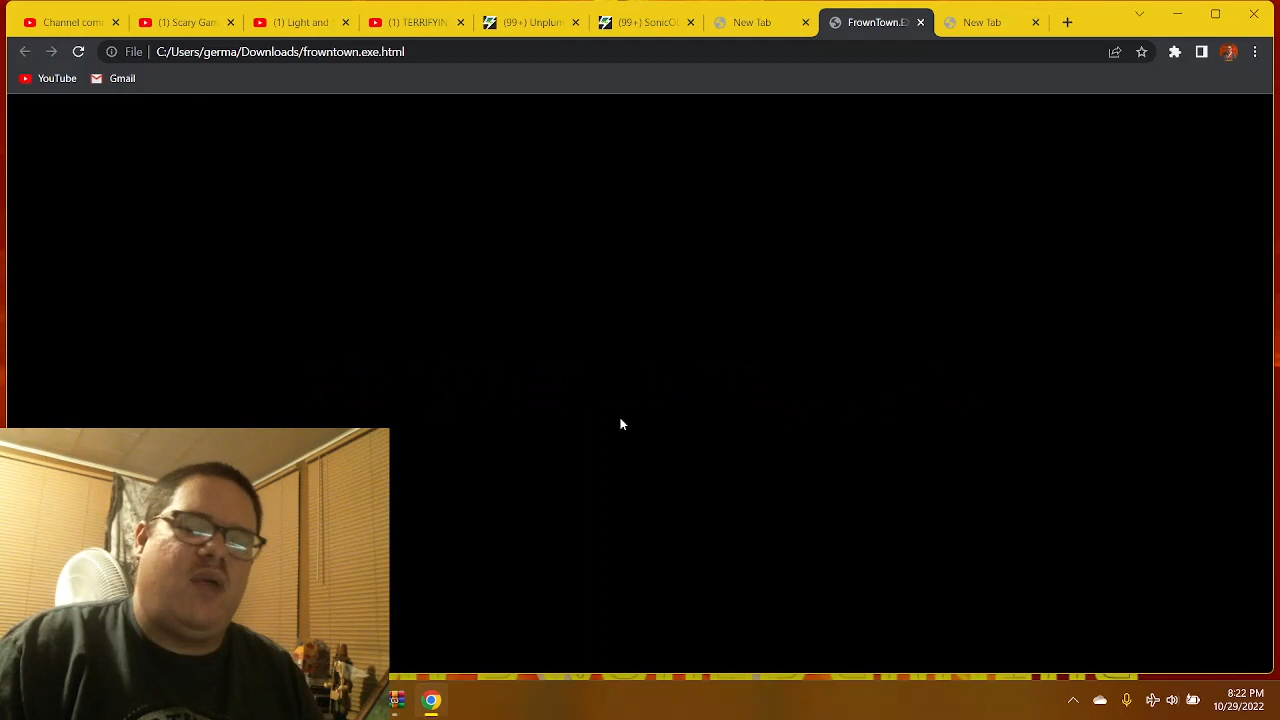 Channel com
(1) Scary Gam
(1) Light and S
(1) TERRIFYIN
(99+) Unplum
(99+) SonicO
New Tab
FrownTown.E
New Tab
File
C:/Users/germa/Downloads/frowntown.exe.html
YouTube
Gmail
8:22 PM
10/29/2022